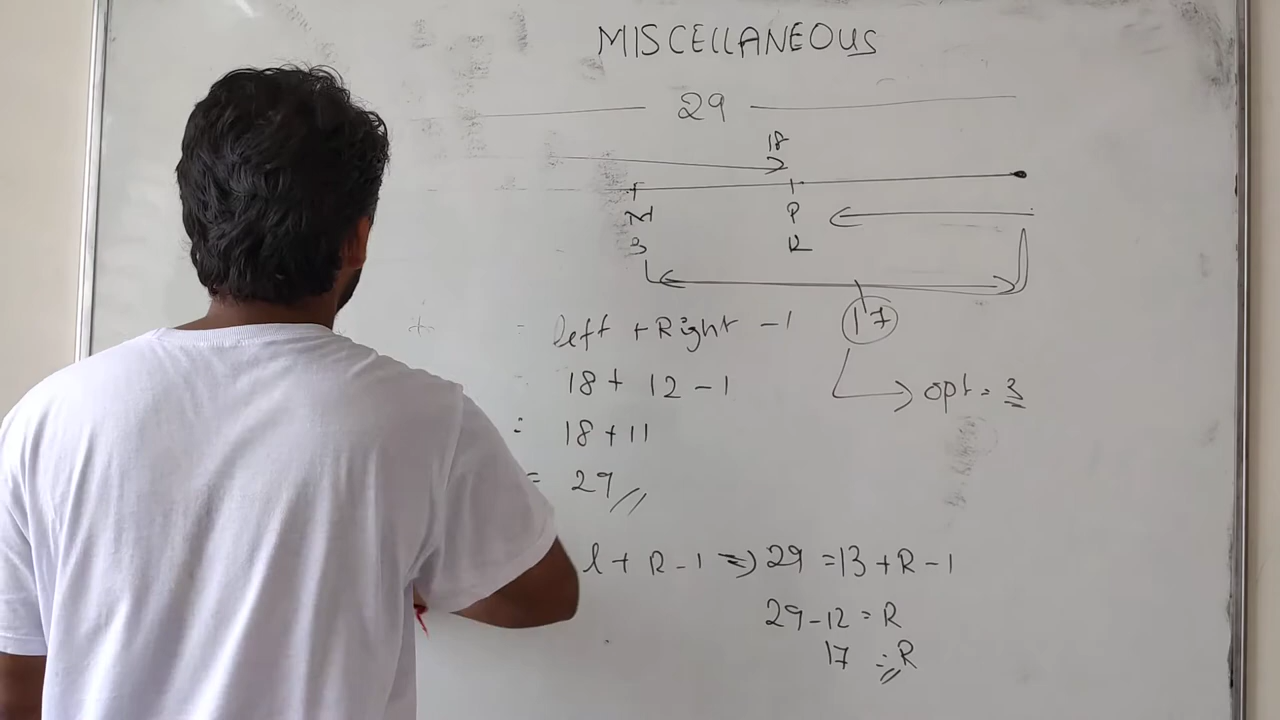 MISCELLANEOUS
29
18
M P
3 R
17
= left + Right - 1
18 + 12 - 1
opt = 3
= 18 + 11
= 29 //
l + R - 1 => 29 = 13 + R - 1
29 - 12 = R
17 = R